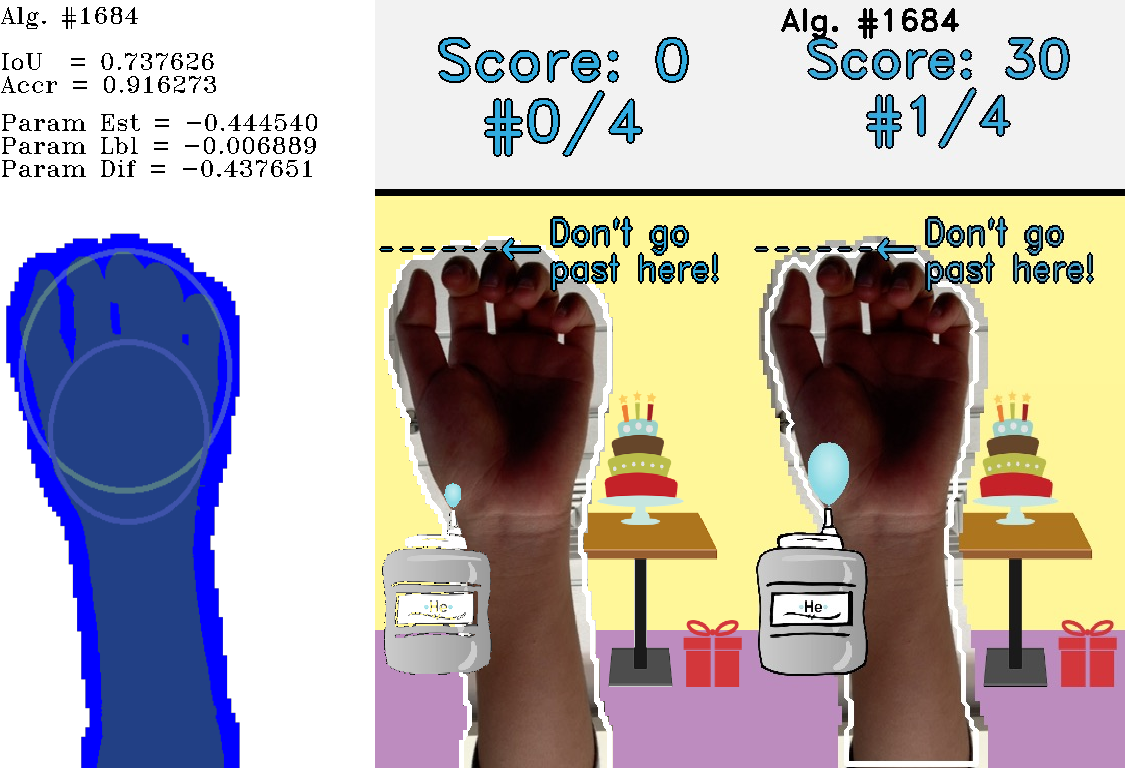 Alg. #1684
IoU = 0.737626
Accr = 0.916273
Param Est = −0.444540
Param Lbl = −0.006889
Param Dif = −0.437651
Score: 0
#0/4
Don't go
past here!
He
Alg. #1684
Score: 30
#1/4
Don't go
past here!
He